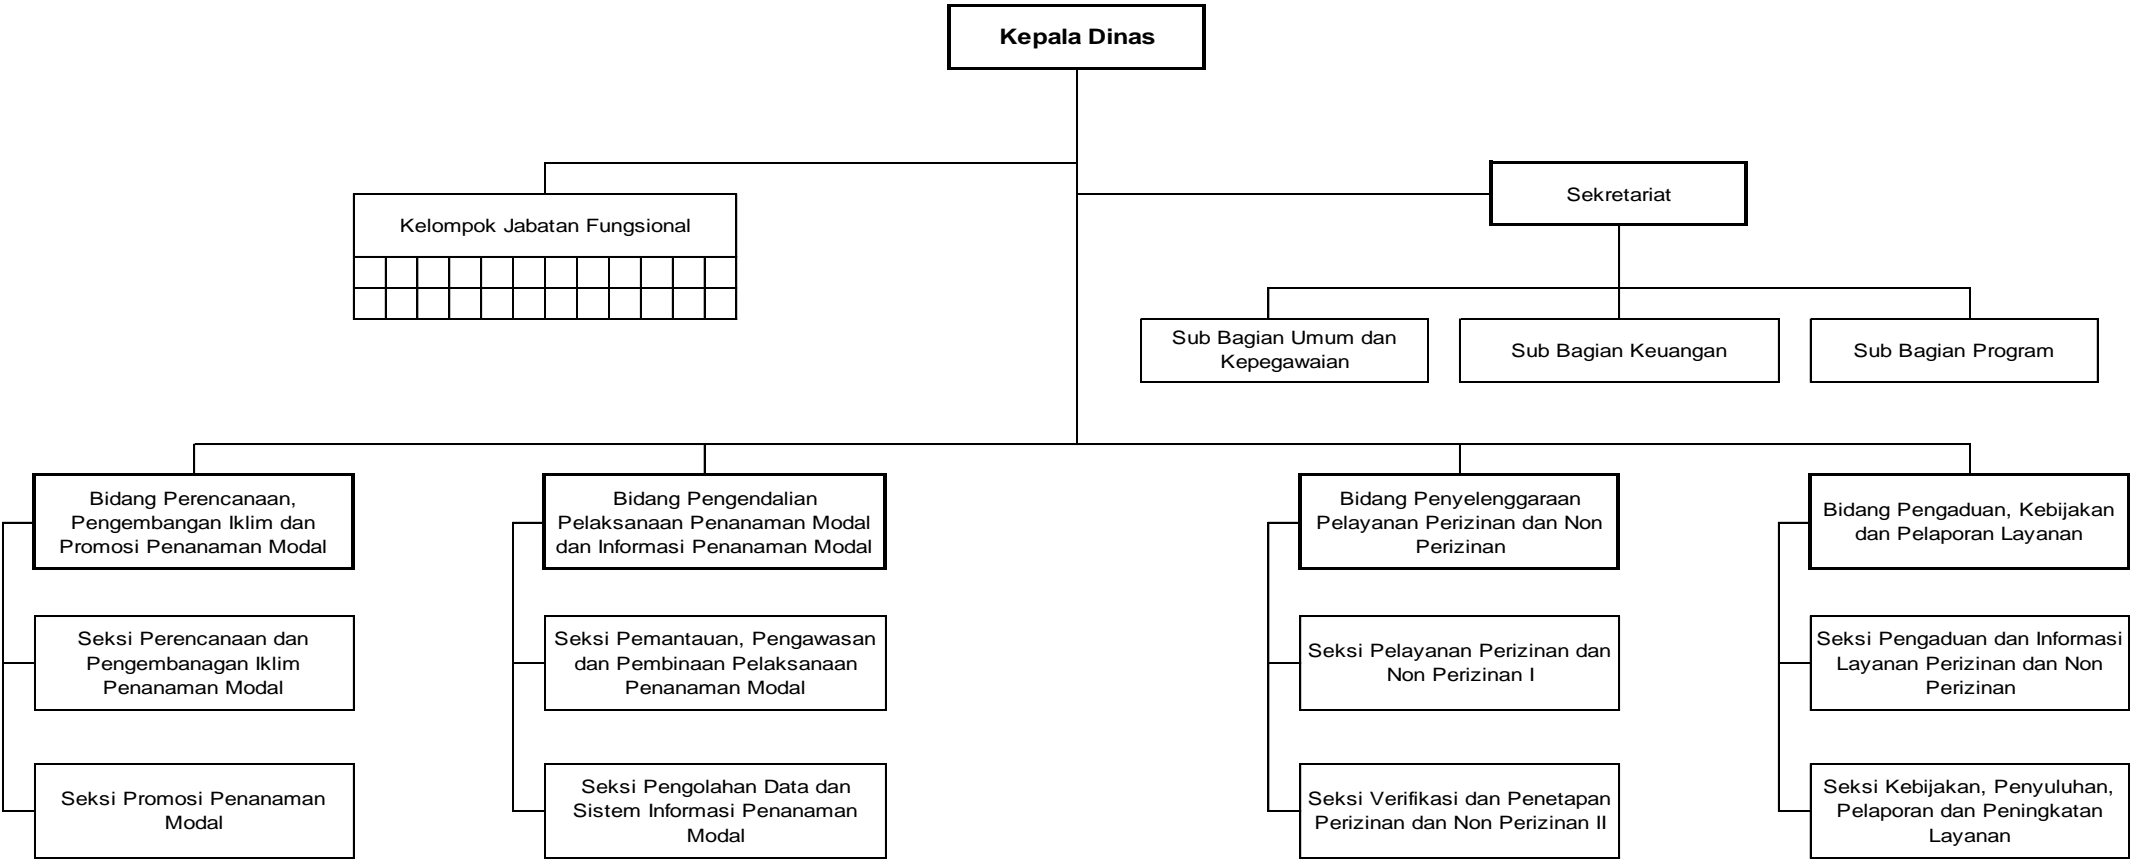 Kepala Dinas
Sekretariat
Kelompok Jabatan Fungsional
Sub Bagian Umum dan
Kepegawaian
Sub Bagian Keuangan
Sub Bagian Program
Bidang Perencanaan,
Pengembangan Iklim dan
Promosi Penanaman Modal
Bidang Pengendalian
Pelaksanaan Penanaman Modal
dan Informasi Penanaman Modal
Bidang Penyelenggaraan
Pelayanan Perizinan dan Non
Perizinan
Bidang Pengaduan, Kebijakan
dan Pelaporan Layanan
Seksi Perencanaan dan
Pengembanagan Iklim
Penanaman Modal
Seksi Pemantauan, Pengawasan
dan Pembinaan Pelaksanaan
Penanaman Modal
Seksi Pelayanan Perizinan dan
Non Perizinan I
Seksi Pengaduan dan Informasi
Layanan Perizinan dan Non
Perizinan
Seksi Promosi Penanaman
Modal
Seksi Pengolahan Data dan
Sistem Informasi Penanaman
Modal
Seksi Verifikasi dan Penetapan
Perizinan dan Non Perizinan II
Seksi Kebijakan, Penyuluhan,
Pelaporan dan Peningkatan
Layanan